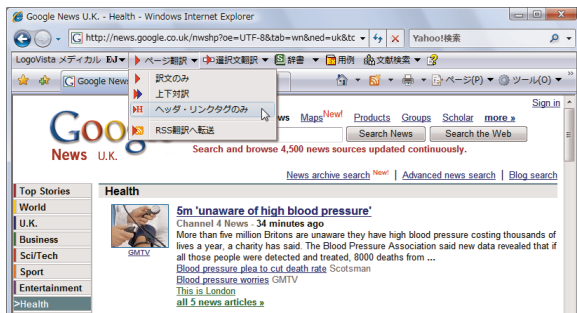 Google News U.K. - Health - Windows Internet Explorer
http://news.google.co.uk/nwshp?oe=UTF-8&tab=wn&ned=uk&tc
Yahoo!検索
LogoVista メディカル EJ ページ翻訳 選択文翻訳 辞書 用例 文献検索
Google New
ページ(P) ツール(O) »
訳文のみ
上下対訳
ヘッダ・リンクタグのみ
RSS翻訳へ転送
Sign in
ws Maps New! Products Groups Scholar more »
Search News Search the Web
Goo
News U.K.
Search and browse 4,500 news sources updated continuously.
News archive search New! | Advanced news search | Blog search
Top Stories
World
U.K.
Business
Sci/Tech
Sport
Entertainment
>Health
Health
GMTV
5m 'unaware of high blood pressure'
Channel 4 News - 34 minutes ago
More than five million Britons are unaware they have high blood pressure costing thousands of
lives a year, a charity has said. The Blood Pressure Association said new data revealed that if
all those people were detected and treated, 8000 deaths from ...
Blood pressure plea to cut death rate Scotsman
Blood pressure worries GMTV
This is London
all 5 news articles »